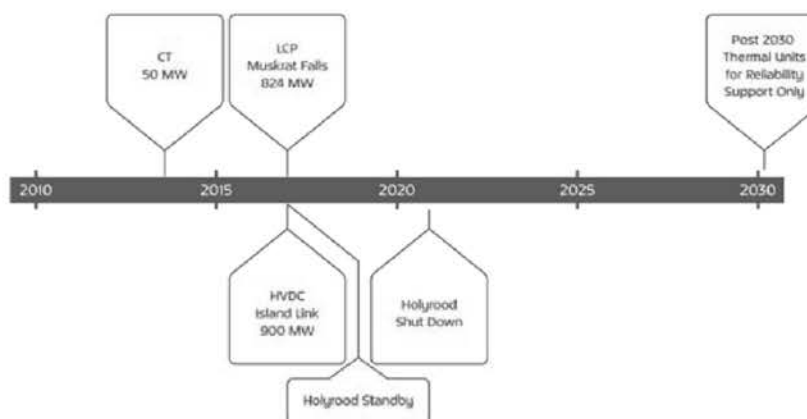 CT
50 MW
LCP
Muskrat Falls
824 MW
Post 2030
Thermal Units
for Reliability
Support Only
2010
2015
2020
2025
2030
HVDC
Island Link
900 MW
Holyrood
Shut Down
Holyrood Standby